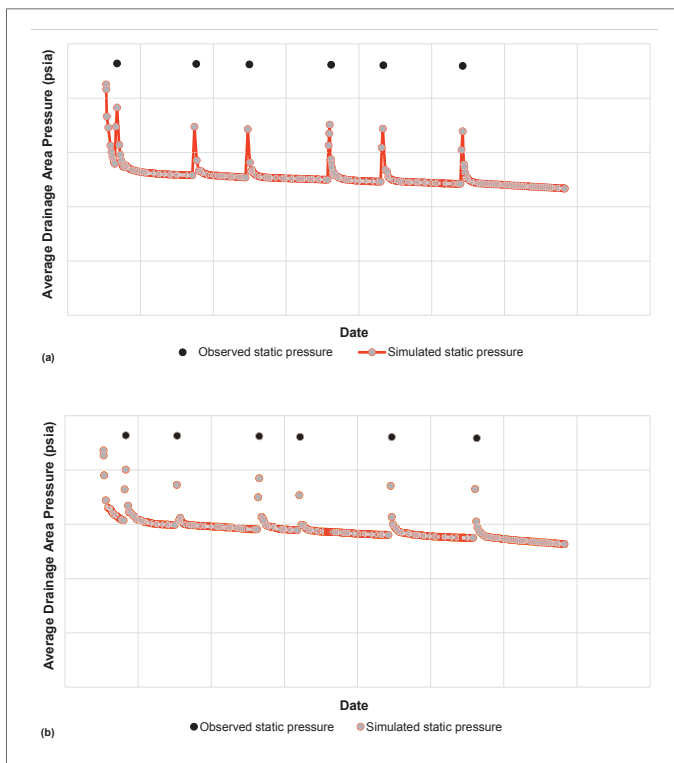 Average Drainage Area Pressure (psia)
Date
(a)
Observed static pressure
Simulated static pressure
Average Drainage Area Pressure (psia)
Date
(b)
Observed static pressure
Simulated static pressure